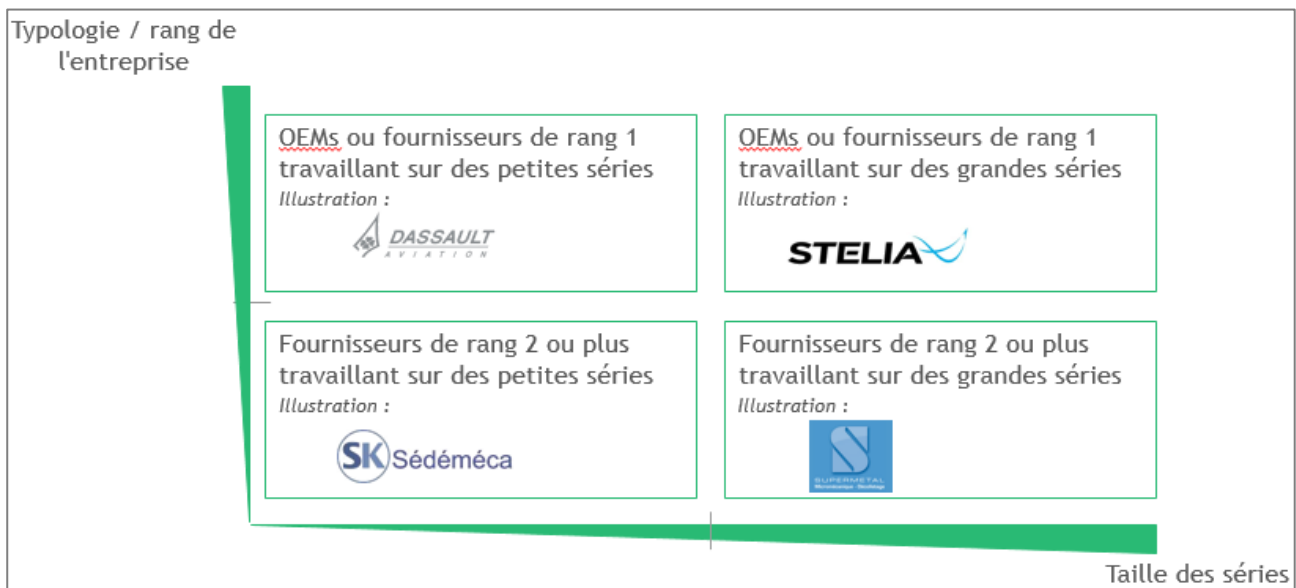 Typologie / rang de
l'entreprise
OEMs ou fournisseurs de rang 1
travaillant sur des petites séries
Illustration :
DASSAULT
AVIATION
OEMs ou fournisseurs de rang 1
travaillant sur des grandes séries
Illustration :
STELIA
Fournisseurs de rang 2 ou plus
travaillant sur des petites séries
Illustration :
SK Sédéméca
Fournisseurs de rang 2 ou plus
travaillant sur des grandes séries
Illustration :
SUPERMETAL
Taille des séries